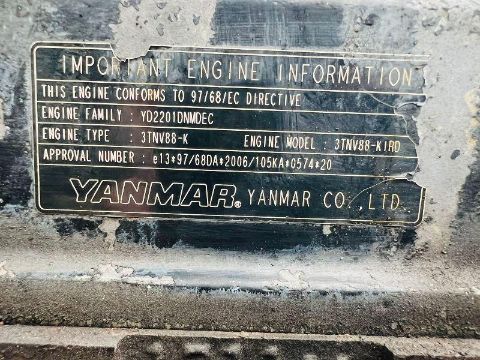 IMPORTANT ENGINE INFORMATION
THIS ENGINE CONFORMS TO 97/68/EC DIRECTIVE
ENGINE FAMILY : YD2201DNMDEC
ENGINE TYPE : 3TNV88-K ENGINE MODEL : 3TNV88-KIRD
APPROVAL NUMBER : e13*97/68DA*2006/105KA*0574*20
YANMAR® YANMAR CO., LTD.